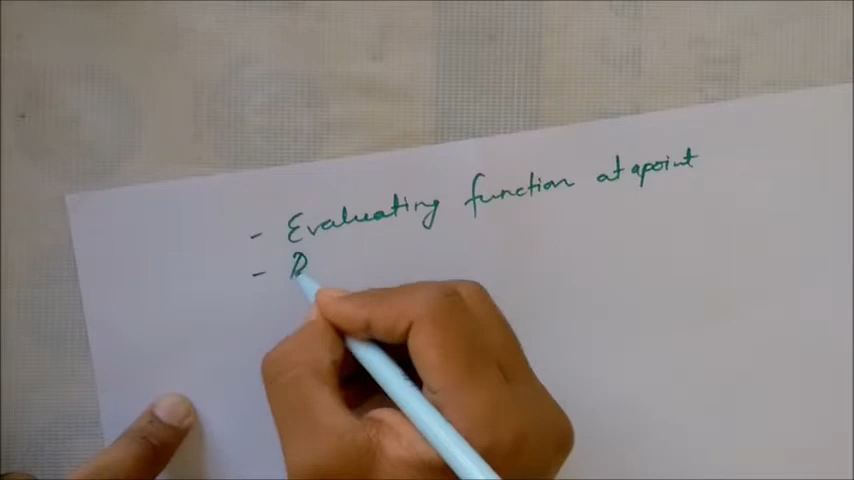 - Evaluating function at apoint
- D